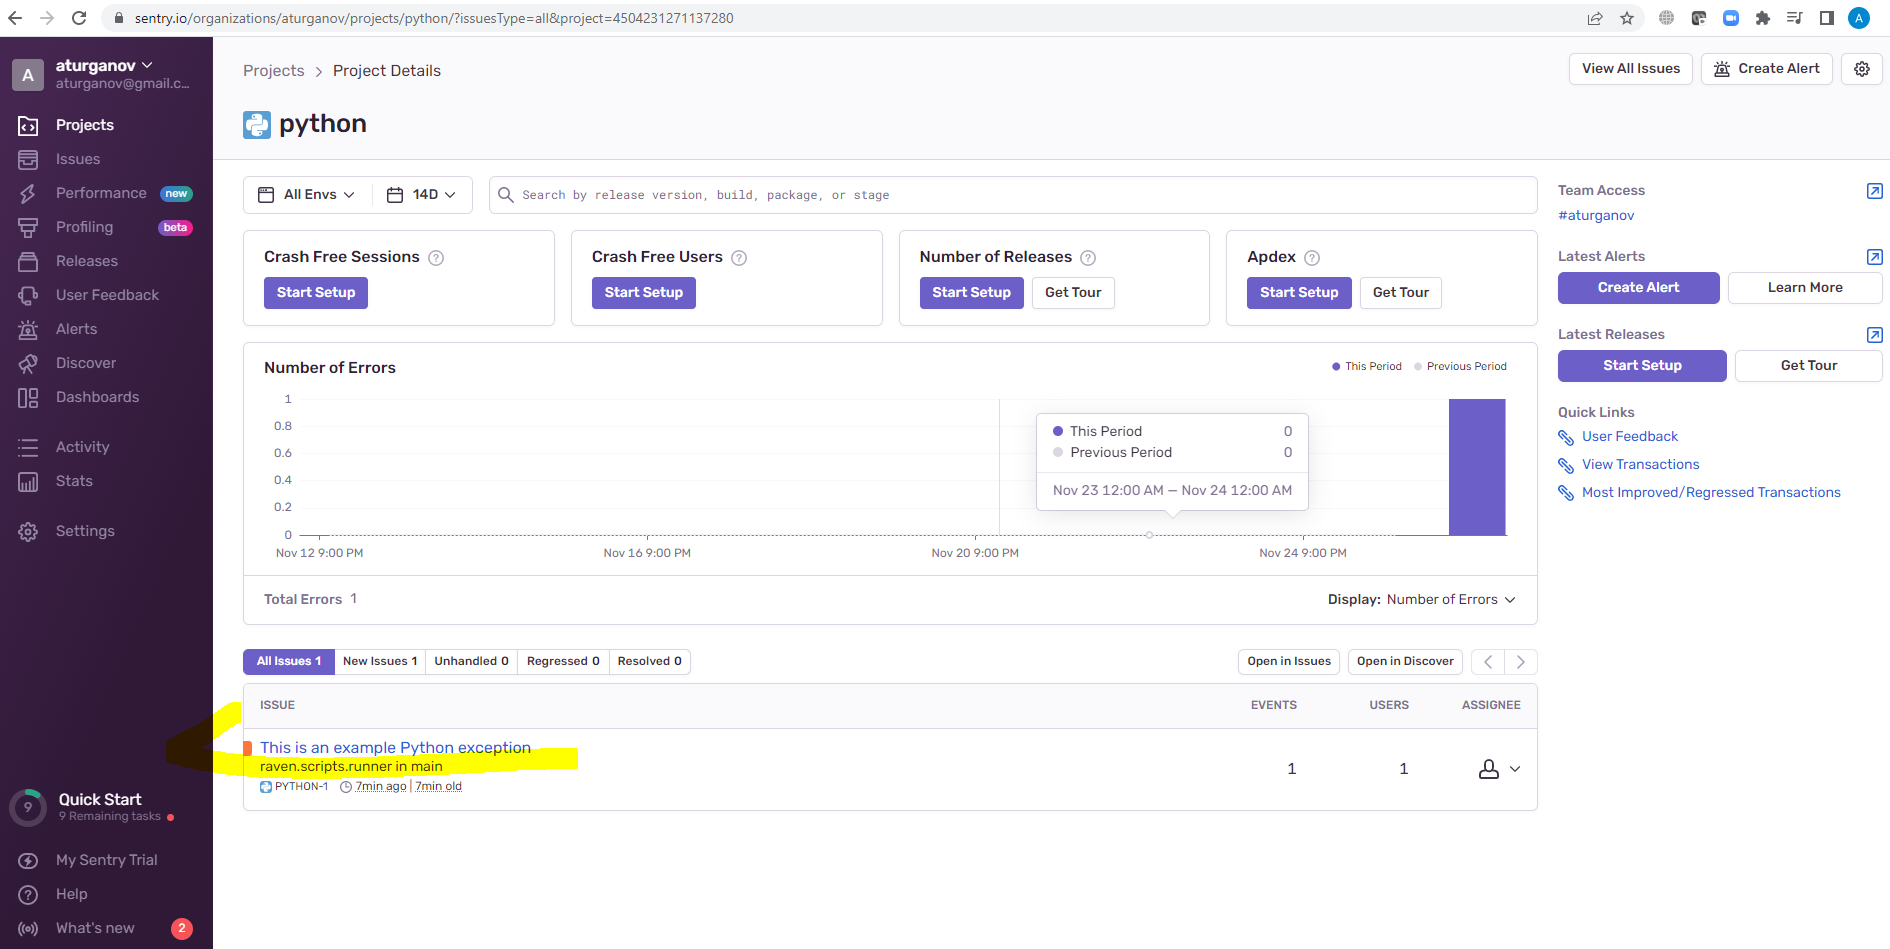 sentry.io/organizations/aturganov/projects/python/?issuesType=all&project=4504231271137280
A
A
aturganov
aturganov@gmail.c...
Projects
Issues
Performance new
Profiling beta
Releases
User Feedback
Alerts
Discover
Dashboards
Activity
Stats
Settings
9
Quick Start
9 Remaining tasks
My Sentry Trial
Help
What's new 2
Projects > Project Details
View All Issues
Create Alert
python
All Envs
14D
Search by release version, build, package, or stage
Crash Free Sessions ?
Start Setup
Crash Free Users ?
Start Setup
Number of Releases ?
Start Setup Get Tour
Apdex ?
Start Setup Get Tour
Number of Errors
This Period Previous Period
1
0.8
0.6
0.4
0.2
0
This Period 0
Previous Period 0
Nov 23 12:00 AM — Nov 24 12:00 AM
Nov 12 9:00 PM Nov 16 9:00 PM Nov 20 9:00 PM Nov 24 9:00 PM
Total Errors 1
Display: Number of Errors
All Issues 1 New Issues 1 Unhandled 0 Regressed 0 Resolved 0
Open in Issues Open in Discover
ISSUE EVENTS USERS ASSIGNEE
This is an example Python exception
raven.scripts.runner in main
PYTHON-1 7min ago | 7min old
1 1
Team Access
#aturganov
Latest Alerts
Create Alert Learn More
Latest Releases
Start Setup Get Tour
Quick Links
User Feedback
View Transactions
Most Improved/Regressed Transactions